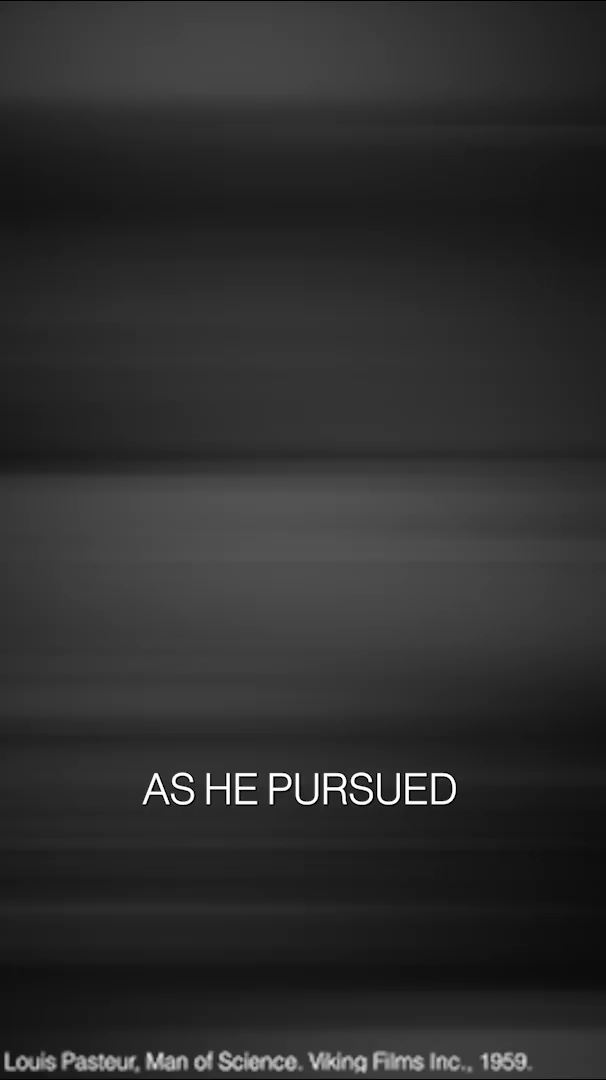 AS HE PURSUED
Louis Pasteur, Man of Science. Viking Films Inc., 1959.